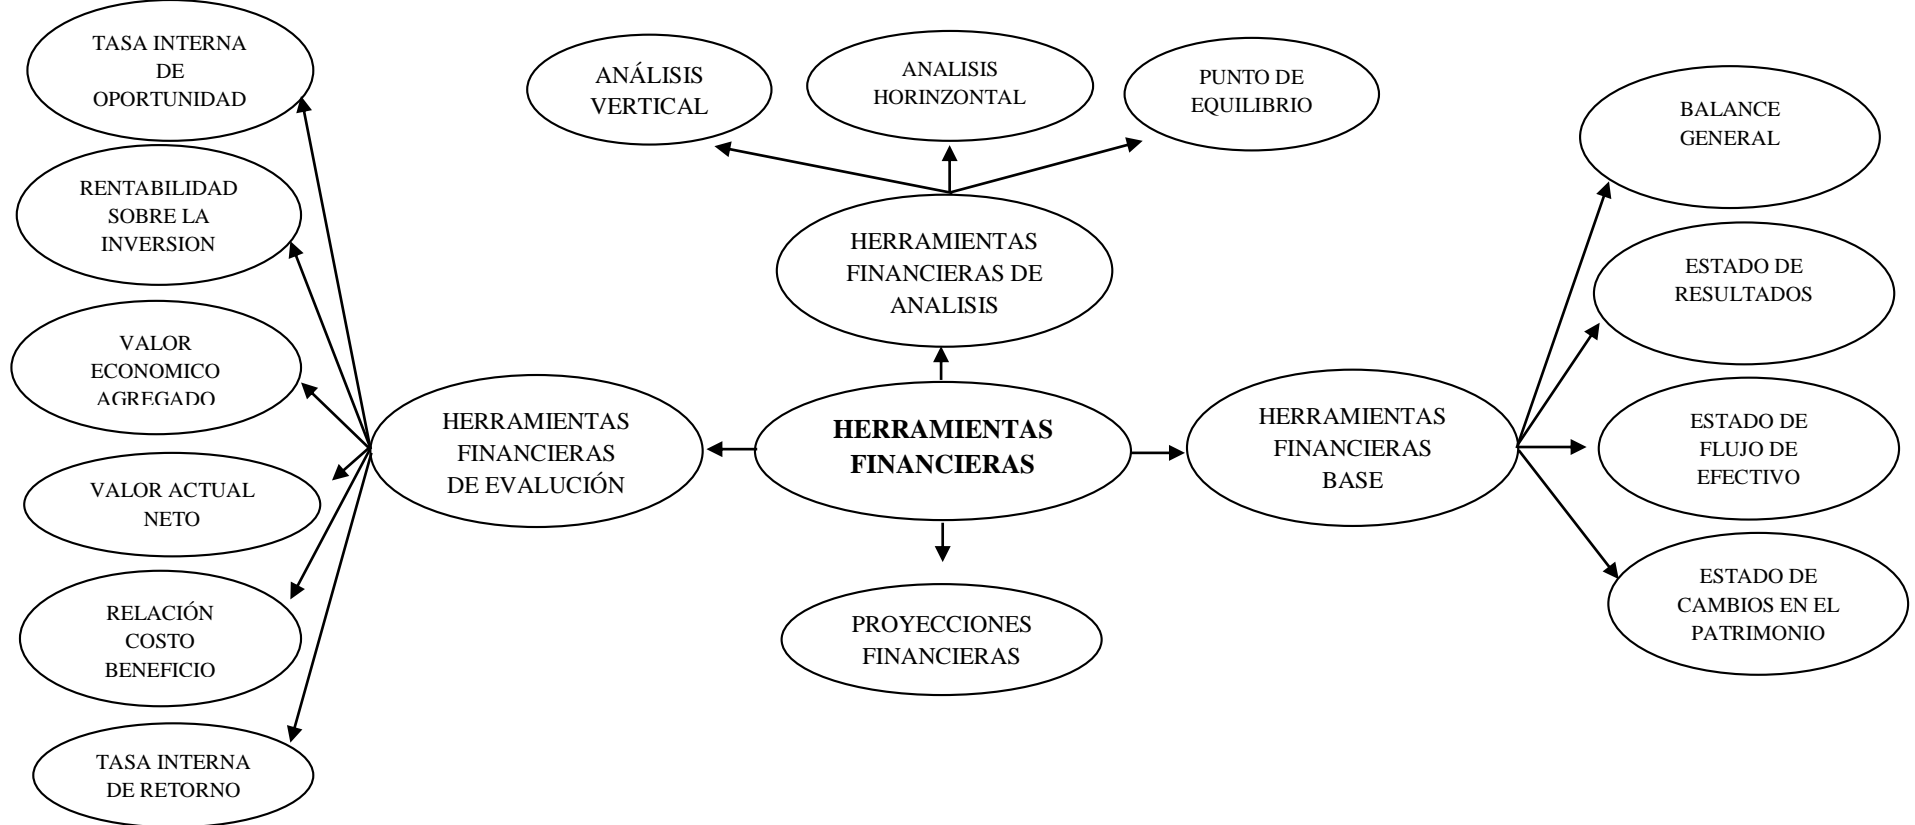 TASA INTERNA
DE
OPORTUNIDAD
RENTABILIDAD
SOBRE LA
INVERSION
VALOR
ECONOMICO
AGREGADO
VALOR ACTUAL
NETO
RELACIÓN
COSTO
BENEFICIO
TASA INTERNA
DE RETORNO
HERRAMIENTAS
FINANCIERAS
DE EVALUCIÓN
ANÁLISIS
VERTICAL
ANALISIS
HORINZONTAL
PUNTO DE
EQUILIBRIO
HERRAMIENTAS
FINANCIERAS DE
ANALISIS
HERRAMIENTAS
FINANCIERAS
PROYECCIONES
FINANCIERAS
HERRAMIENTAS
FINANCIERAS
BASE
BALANCE
GENERAL
ESTADO DE
RESULTADOS
ESTADO DE
FLUJO DE
EFECTIVO
ESTADO DE
CAMBIOS EN EL
PATRIMONIO